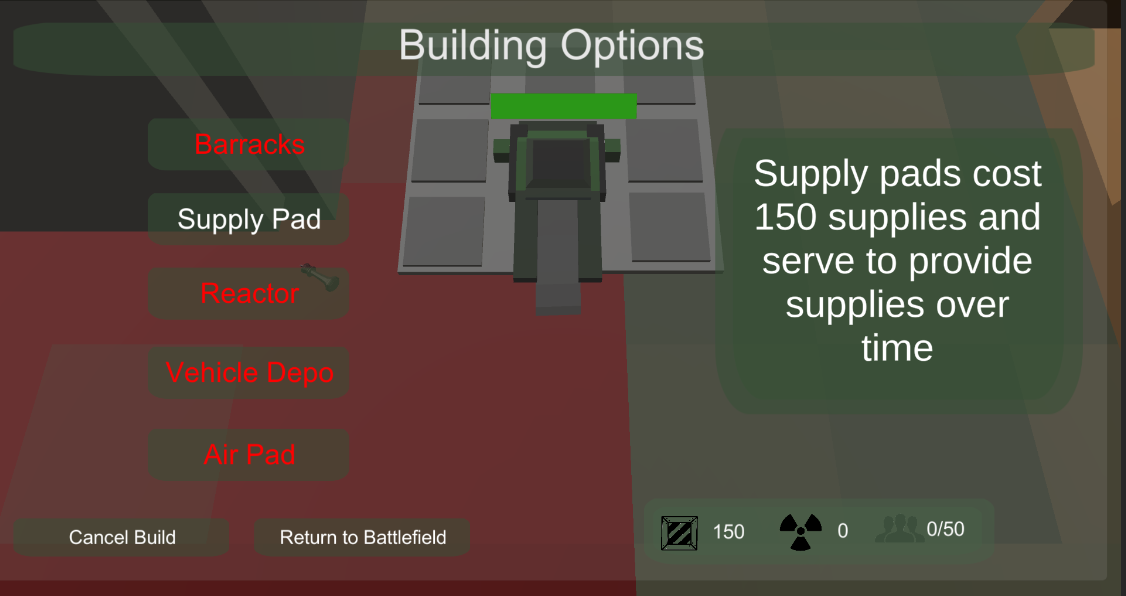 Building Options
Barracks
Supply Pad
Reactor
Vehicle Depo
Air Pad
Supply pads cost
150 supplies and
serve to provide
supplies over
time
Cancel Build
Return to Battlefield
150
0
0/50